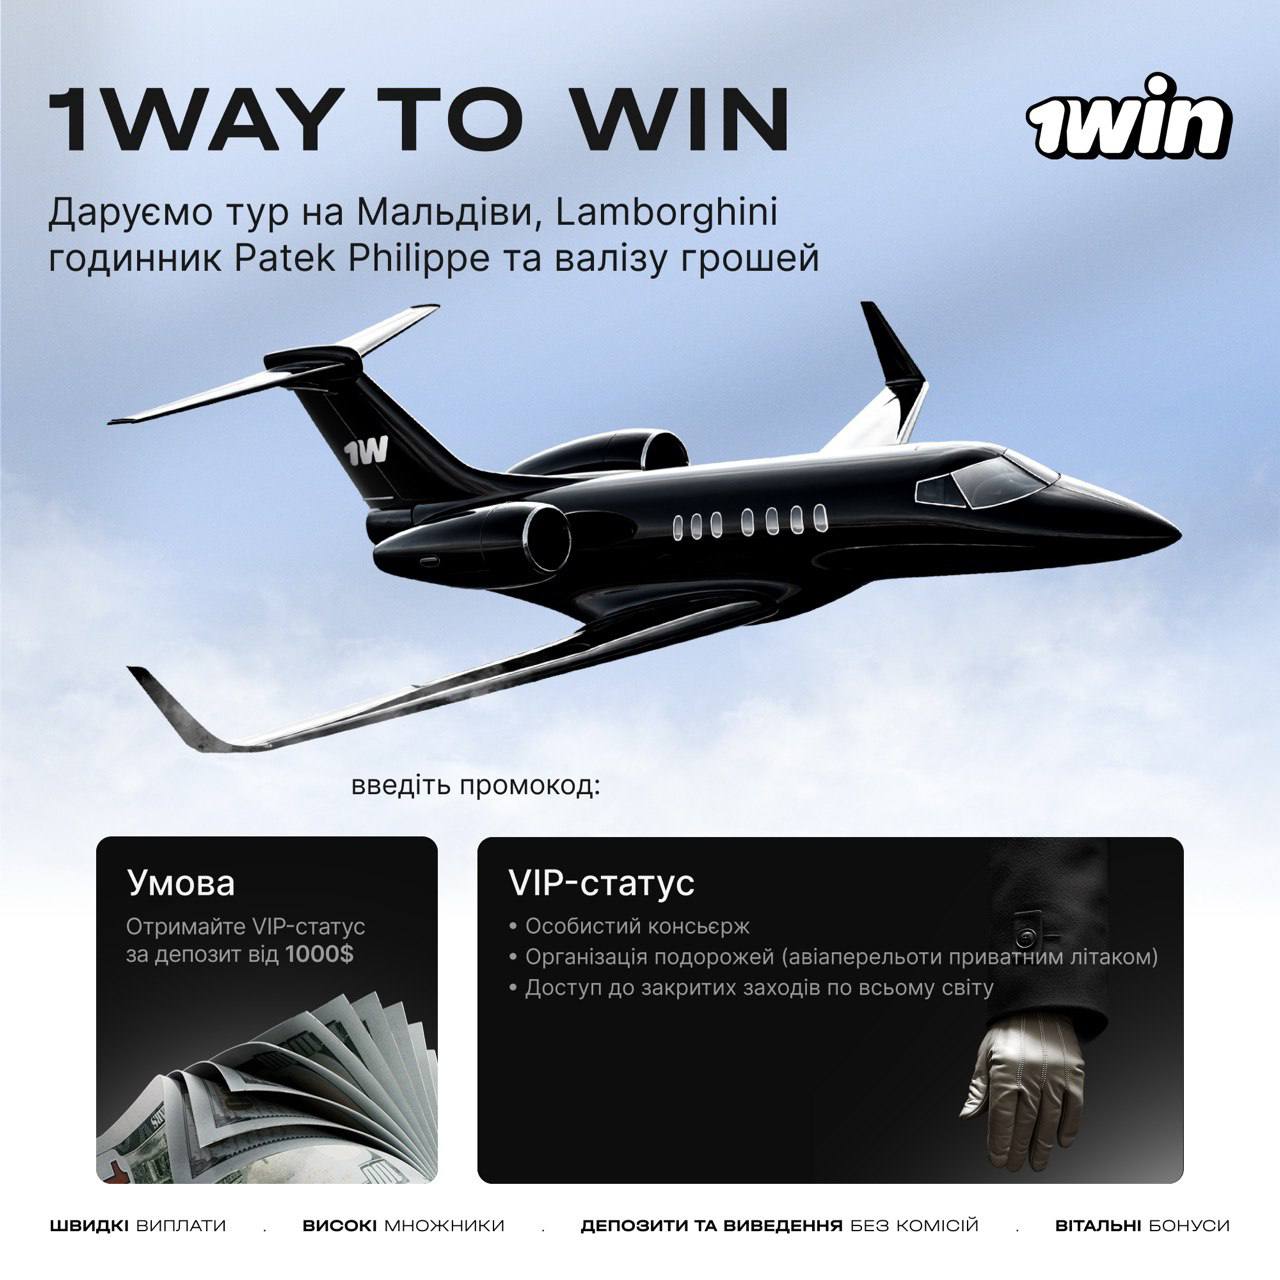 1WAY TO WIN
1win
Даруємо тур на Мальдіви, Lamborghini
годинник Patek Philippe та валізу грошей
1W
введіть промокод:
Умова
Отримайте VIP-статус
за депозит від 1000$
VIP-статус
• Особистий консьєрж
• Організація подорожей (авіаперельоти приватним літаком)
• Доступ до закритих заходів по всьому світу
ШВИДКІ ВИПЛАТИ . ВИСОКІ МНОЖНИКИ . ДЕПОЗИТИ ТА ВИВЕДЕННЯ БЕЗ КОМІСІЙ . ВІТАЛЬНІ БОНУСИ